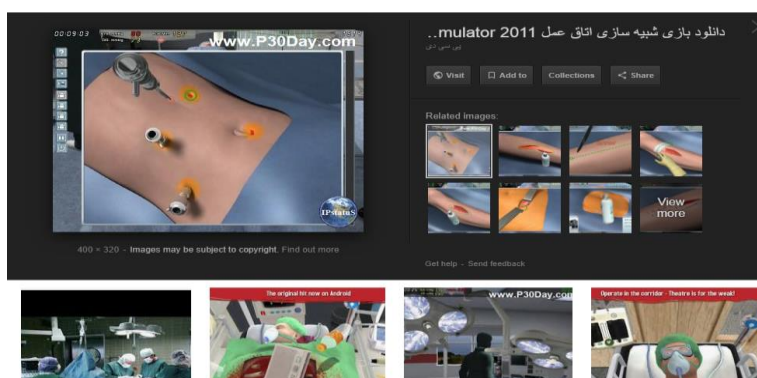 00:09:03
www.P30Day.com
IPstatuS
400 × 320 - Images may be subject to copyright. Find out more
دانلود بازی شبیه سازی اتاق عمل mulator 2011..
پی سی دی
Visit
Add to
Collections
Share
Related images:
View more
Get help - Send feedback
The original hit now on Android
www.P30Day.com
Operate in the corridor - Theatre is for the weak!